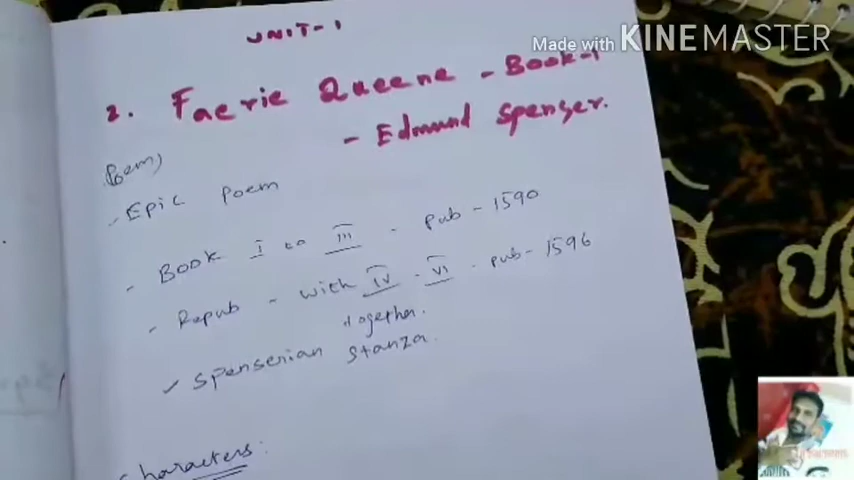 UNIT-1
Made with KINEMASTER
2. Faerie Queene - Book-1
- Edmund Spenser.
Poem)
Epic Poem
- Book I to III - pub - 1590
- Repub - with IV - VI - pub- 1596
together.
✓ Spenserian stanza.
Characters: